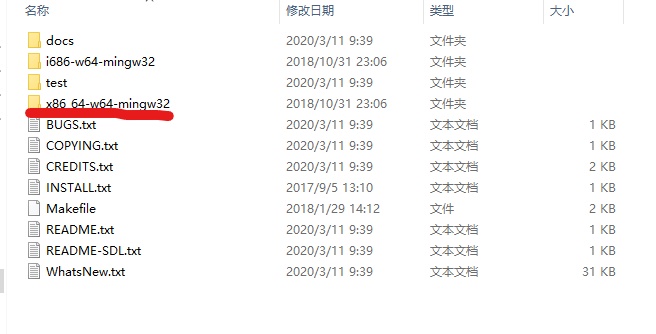 名称 修改日期 类型 大小
docs 2020/3/11 9:39 文件夹
i686-w64-mingw32 2018/10/31 23:06 文件夹
test 2020/3/11 9:39 文件夹
x86_64-w64-mingw32 2018/10/31 23:06 文件夹
BUGS.txt 2020/3/11 9:39 文本文档 1 KB
COPYING.txt 2020/3/11 9:39 文本文档 1 KB
CREDITS.txt 2020/3/11 9:39 文本文档 2 KB
INSTALL.txt 2017/9/5 13:10 文本文档 1 KB
Makefile 2018/1/29 14:12 文件 2 KB
README.txt 2020/3/11 9:39 文本文档 1 KB
README-SDL.txt 2020/3/11 9:39 文本文档 1 KB
WhatsNew.txt 2020/3/11 9:39 文本文档 31 KB